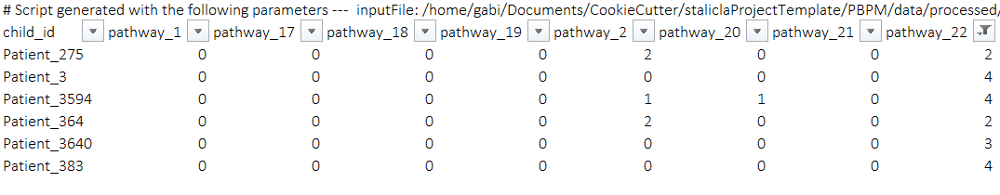 # Script generated with the following parameters --- inputFile: /home/gabi/Documents/CookieCutter/staliclaProjectTemplate/PBPM/data/processed/
child_id pathway_1 pathway_17 pathway_18 pathway_19 pathway_2 pathway_20 pathway_21 pathway_22
Patient_275 0 0 0 0 2 0 0 2
Patient_3 0 0 0 0 0 0 0 4
Patient_3594 0 0 0 0 1 1 0 4
Patient_364 0 0 0 0 2 0 0 2
Patient_3640 0 0 0 0 0 0 0 3
Patient_383 0 0 0 0 0 0 0 4